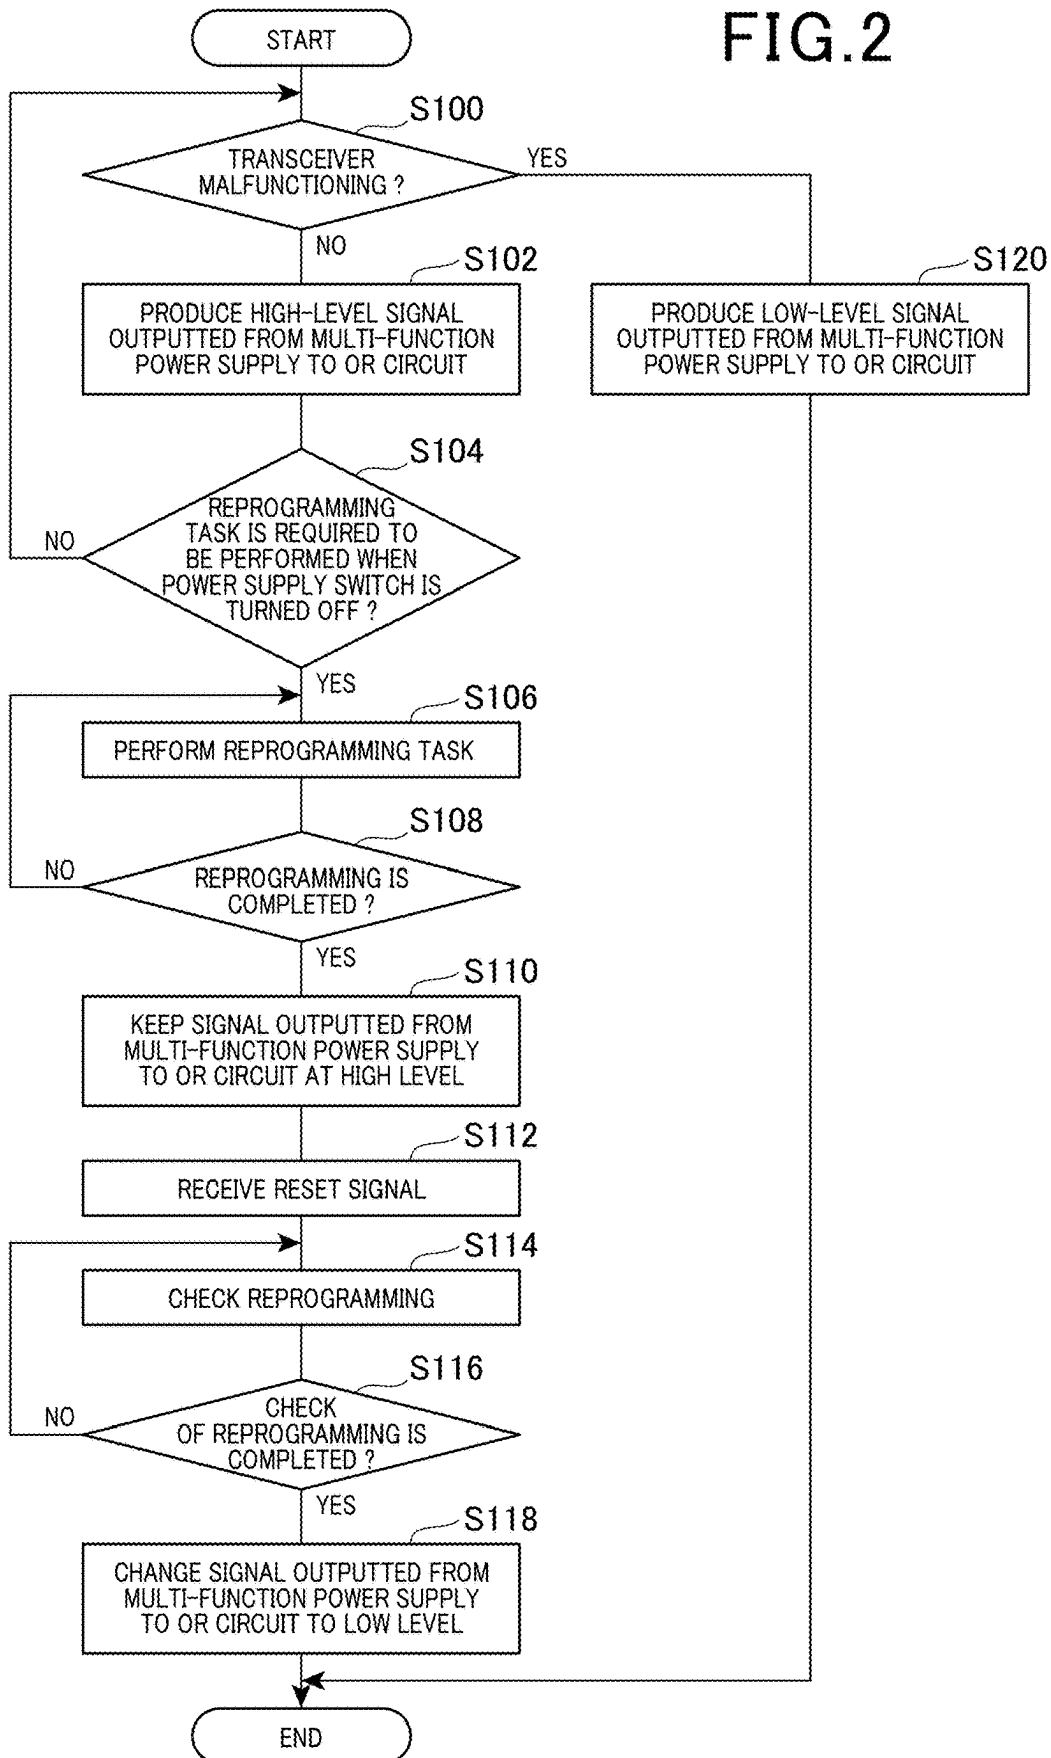 FIG.2
START
S100
TRANSCEIVER
MALFUNCTIONING ?
YES
NO
S102
PRODUCE HIGH-LEVEL SIGNAL
OUTPUTTED FROM MULTI-FUNCTION
POWER SUPPLY TO OR CIRCUIT
S120
PRODUCE LOW-LEVEL SIGNAL
OUTPUTTED FROM MULTI-FUNCTION
POWER SUPPLY TO OR CIRCUIT
S104
REPROGRAMMING
TASK IS REQUIRED TO
BE PERFORMED WHEN
POWER SUPPLY SWITCH IS
TURNED OFF ?
NO
YES
S106
PERFORM REPROGRAMMING TASK
S108
REPROGRAMMING IS
COMPLETED ?
NO
YES
S110
KEEP SIGNAL OUTPUTTED FROM
MULTI-FUNCTION POWER SUPPLY
TO OR CIRCUIT AT HIGH LEVEL
S112
RECEIVE RESET SIGNAL
S114
CHECK REPROGRAMMING
S116
CHECK
OF REPROGRAMMING IS
COMPLETED ?
NO
YES
S118
CHANGE SIGNAL OUTPUTTED FROM
MULTI-FUNCTION POWER SUPPLY
TO OR CIRCUIT TO LOW LEVEL
END